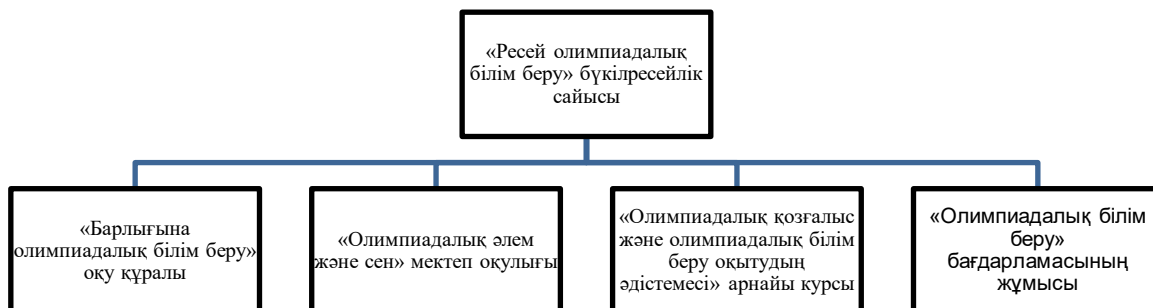 «Ресей олимпиадалық
білім беру» бүкілресейлік
сайысы
«Барлығына
олимпиадалық білім беру»
оқу құралы
«Олимпиадалық әлем
және сен» мектеп оқулығы
«Олимпиадалық қозғалыс
және олимпиадалық білім
беру оқытудың
әдістемесі» арнайы курсы
«Олимпиадалық білім
беру»
бағдарламасының
жұмысы